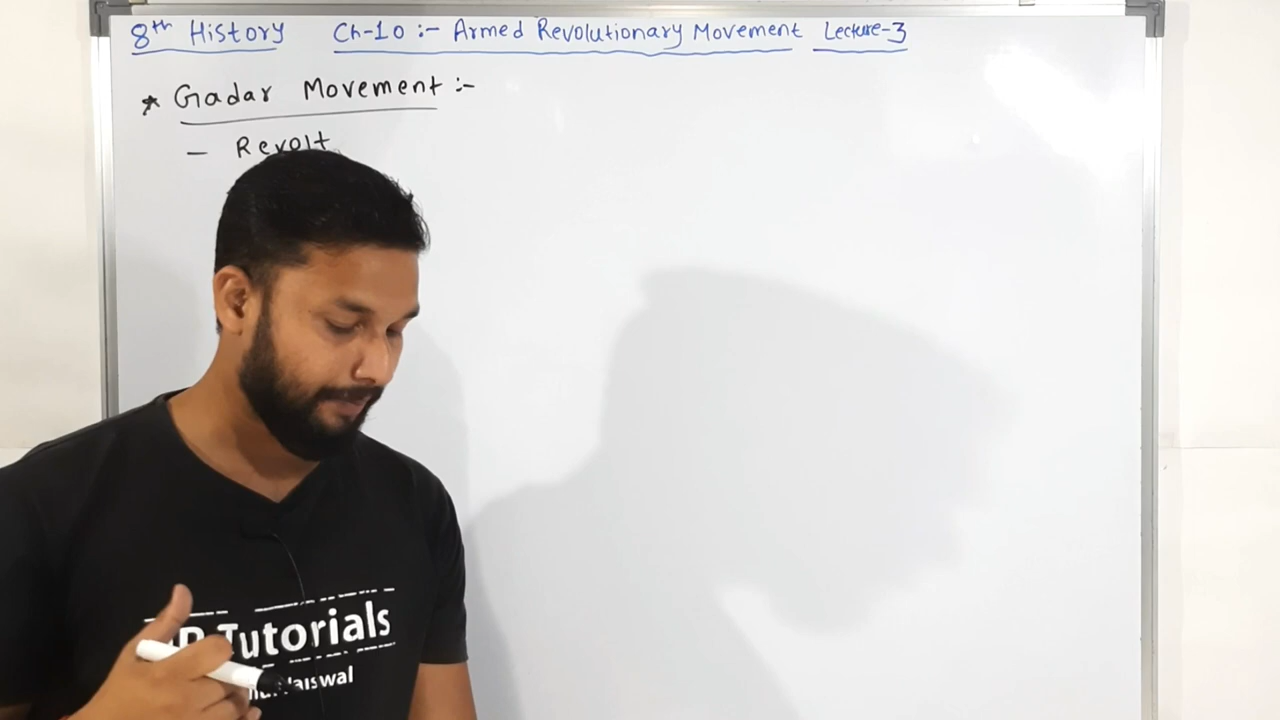 8th History Ch-10 :- Armed Revolutionary Movement Lecture-3
* Gadar Movement :-
- Revolt
Tutorials